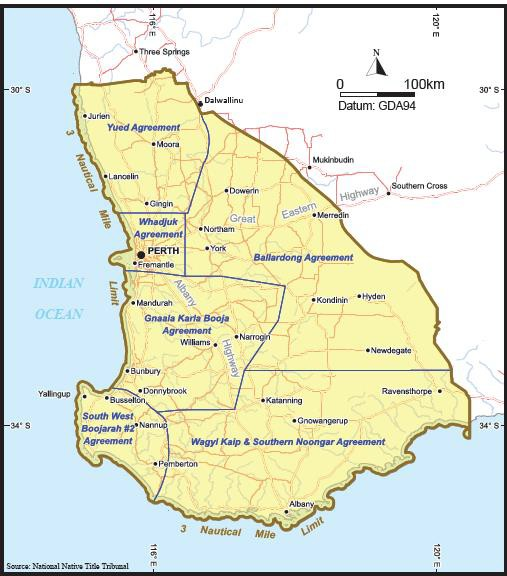 116° E
120° E
Three Springs
N
0 100km
Datum: GDA94
30° S
30° S
Dalwallinu
Jurien
Yued Agreement
Moora
3 Nautical Mile Limit
Mukinbudin
Lancelin
Southern Cross
Dowerin
Great Eastern Highway
Gingin
Merredin
Whadjuk
Agreement
Northam
PERTH
York
Fremantle
Ballardong Agreement
INDIAN
OCEAN
Albany Highway
Mandurah
Kondinin
Hyden
Gnaala Karla Booja
Agreement
Williams
Narrogin
Newdegate
Bunbury
Yallingup
Donnybrook
Busselton
Ravensthorpe
Katanning
South West
Boojarah #2
Agreement
Nannup
Gnowangerup
34° S
34° S
Wagyl Kaip & Southern Noongar Agreement
Pemberton
Albany
3 Nautical Mile Limit
Source: National Native Title Tribunal
116° E
120° E